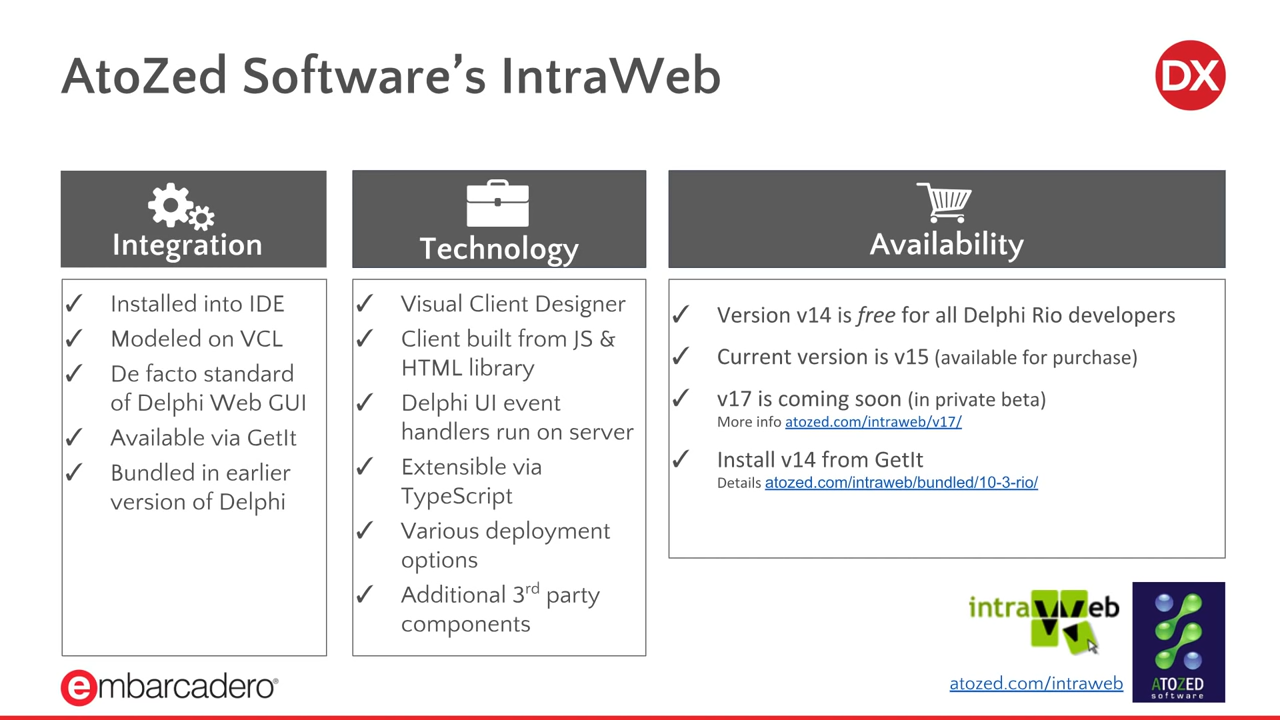 AtoZed Software’s IntraWeb
DX
Integration
✓ Installed into IDE
✓ Modeled on VCL
✓ De facto standard
of Delphi Web GUI
✓ Available via GetIt
✓ Bundled in earlier
version of Delphi
Technology
✓ Visual Client Designer
✓ Client built from JS &
HTML library
✓ Delphi UI event
handlers run on server
✓ Extensible via
TypeScript
✓ Various deployment
options
✓ Additional 3rd party
components
Availability
✓ Version v14 is free for all Delphi Rio developers
✓ Current version is v15 (available for purchase)
✓ v17 is coming soon (in private beta)
More info atozed.com/intraweb/v17/
✓ Install v14 from GetIt
Details atozed.com/intraweb/bundled/10-3-rio/
intraWeb
atozed.com/intraweb
ATOZED
software
embarcadero®